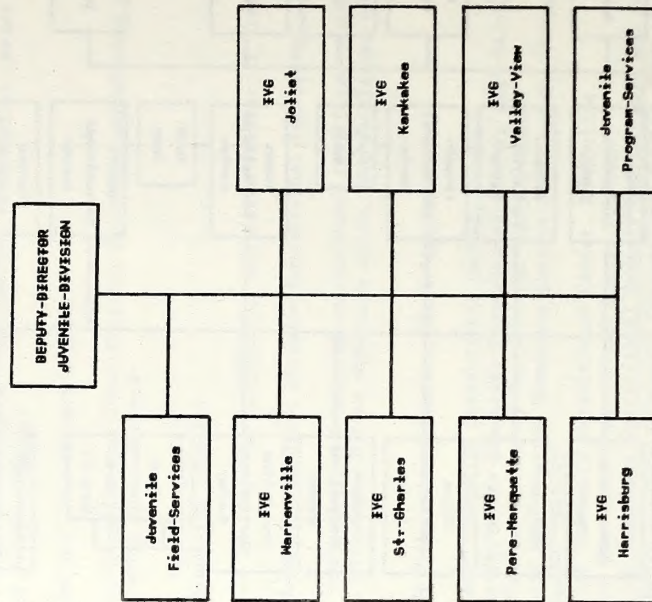 DEPUTY DIRECTOR
JUVENILE DIVISION
Juvenile
Field Services
IYC
Warrenville
IYC
Joliet
IYC
St. Charles
IYC
Kankakee
IYC
Pere Marquette
IYC
Valley View
IYC
Harrisburg
Juvenile
Program Services